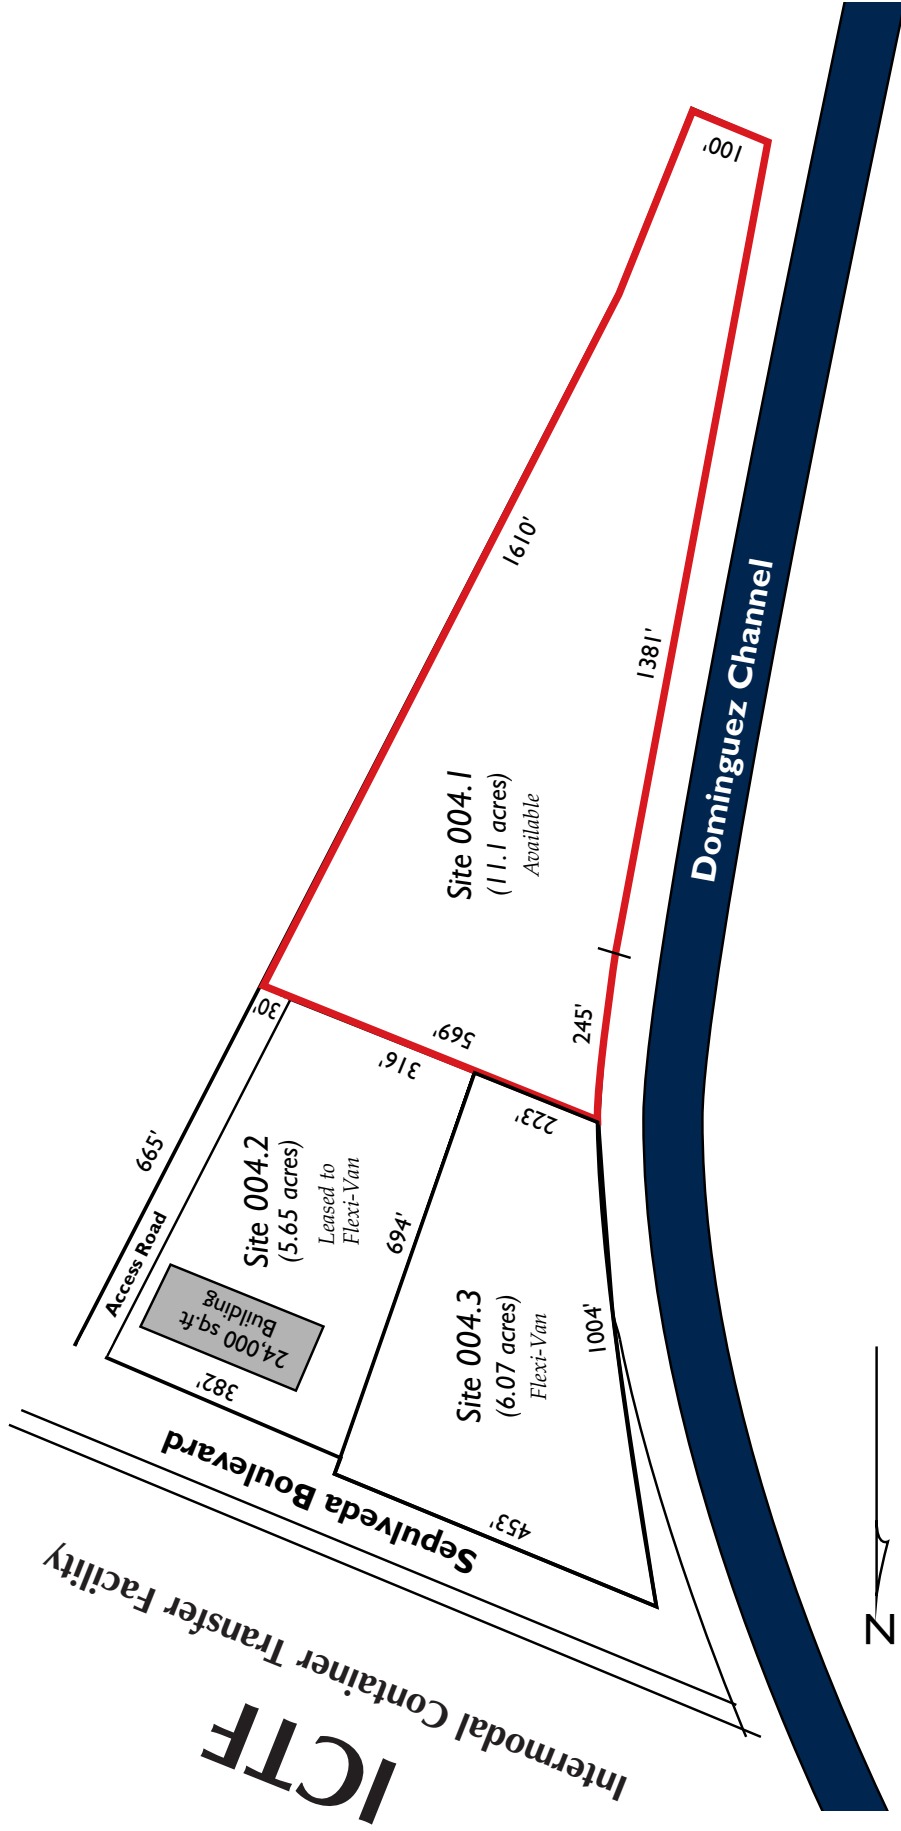 100'
1610'
1381'
Dominguez Channel
Site 004.1
(11.1 acres)
Available
245'
569'
30'
316'
223'
665'
Access Road
Site 004.2
(5.65 acres)
Leased to
Flexi-Van
694'
24,000 sq.ft
Building
382'
Site 004.3
(6.07 acres)
Flexi-Van
1004'
453'
Sepulveda Boulevard
Intermodal Container Transfer Facility
ICTF
N